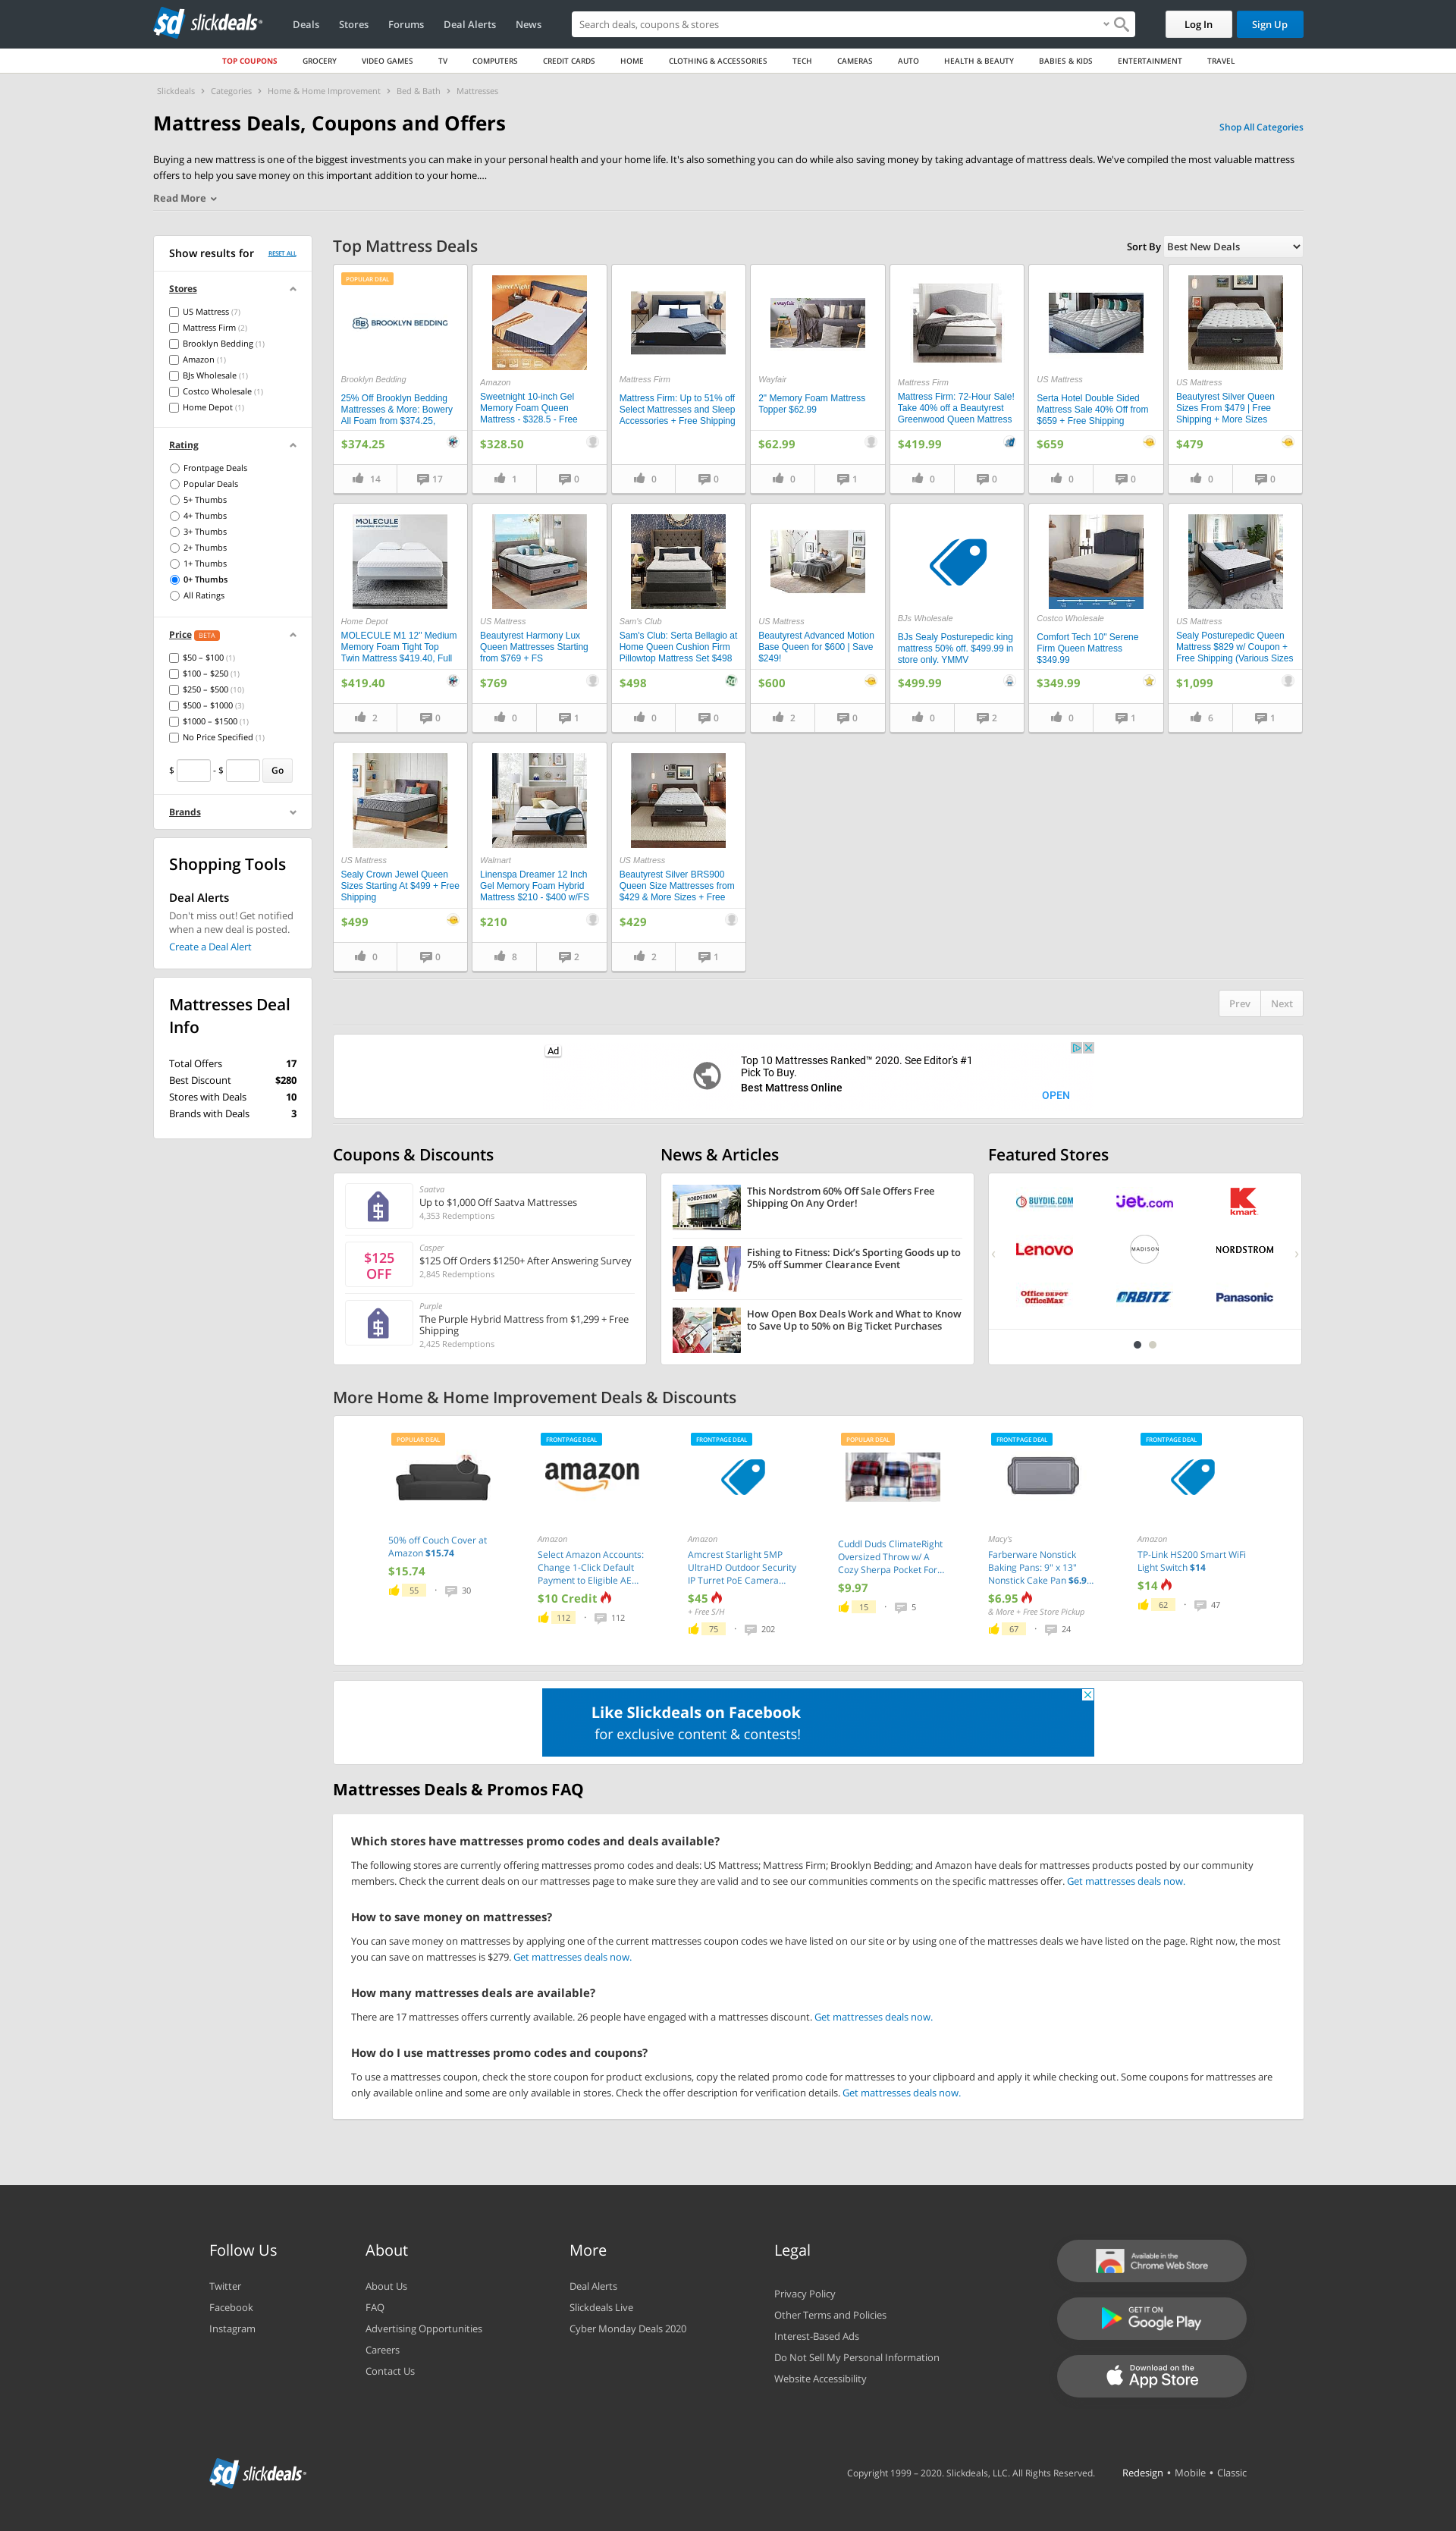 sd slickdeals
Deals Stores Forums Deal Alerts News
Search deals, coupons & stores
Log In Sign Up
TOP COUPONS GROCERY VIDEO GAMES TV COMPUTERS CREDIT CARDS HOME CLOTHING & ACCESSORIES TECH CAMERAS AUTO HEALTH & BEAUTY BABIES & KIDS ENTERTAINMENT TRAVEL
Slickdeals › Categories › Home & Home Improvement › Bed & Bath › Mattresses
Mattress Deals, Coupons and Offers
Shop All Categories
Buying a new mattress is one of the biggest investments you can make in your personal health and your home life. It's also something you can do while also saving money by taking advantage of mattress deals. We've compiled the most valuable mattress
offers to help you save money on this important addition to your home....
Read More
Show results for RESET ALL
Stores
US Mattress (7)
Mattress Firm (2)
Brooklyn Bedding (1)
Amazon (1)
BJs Wholesale (1)
Costco Wholesale (1)
Home Depot (1)
Rating
Frontpage Deals
Popular Deals
5+ Thumbs
4+ Thumbs
3+ Thumbs
2+ Thumbs
1+ Thumbs
0+ Thumbs
All Ratings
Price BETA
$50 – $100 (1)
$100 – $250 (1)
$250 – $500 (10)
$500 – $1000 (3)
$1000 – $1500 (1)
No Price Specified (1)
$ - $ Go
Brands
Shopping Tools
Deal Alerts
Don't miss out! Get notified
when a new deal is posted.
Create a Deal Alert
Mattresses Deal
Info
Total Offers 17
Best Discount $280
Stores with Deals 10
Brands with Deals 3
Top Mattress Deals
Sort By Best New Deals
POPULAR DEAL
BB BROOKLYN BEDDING
Brooklyn Bedding
25% Off Brooklyn Bedding
Mattresses & More: Bowery
All Foam from $374.25,
$374.25
14 17
Amazon
Sweetnight 10-inch Gel
Memory Foam Queen
Mattress - $328.5 - Free
$328.50
1 0
Mattress Firm
Mattress Firm: Up to 51% off
Select Mattresses and Sleep
Accessories + Free Shipping
0 0
wayfair
Wayfair
2" Memory Foam Mattress
Topper $62.99
$62.99
0 1
Mattress Firm
Mattress Firm: 72-Hour Sale!
Take 40% off a Beautyrest
Greenwood Queen Mattress
$419.99
0 0
US Mattress
Serta Hotel Double Sided
Mattress Sale 40% Off from
$659 + Free Shipping
$659
0 0
US Mattress
Beautyrest Silver Queen
Sizes From $479 | Free
Shipping + More Sizes
$479
0 0
MOLECULE
Home Depot
MOLECULE M1 12" Medium
Memory Foam Tight Top
Twin Mattress $419.40, Full
$419.40
2 0
US Mattress
Beautyrest Harmony Lux
Queen Mattresses Starting
from $769 + FS
$769
0 1
Sam's Club
Sam's Club: Serta Bellagio at
Home Queen Cushion Firm
Pillowtop Mattress Set $498
$498
0 0
US Mattress
Beautyrest Advanced Motion
Base Queen for $600 | Save
$249!
$600
2 0
BJs Wholesale
BJs Sealy Posturepedic king
mattress 50% off. $499.99 in
store only. YMMV
$499.99
0 2
Costco Wholesale
Comfort Tech 10" Serene
Firm Queen Mattress
$349.99
$349.99
0 1
US Mattress
Sealy Posturepedic Queen
Mattress $829 w/ Coupon +
Free Shipping (Various Sizes
$1,099
6 1
US Mattress
Sealy Crown Jewel Queen
Sizes Starting At $499 + Free
Shipping
$499
0 0
Walmart
Linenspa Dreamer 12 Inch
Gel Memory Foam Hybrid
Mattress $210 - $400 w/FS
$210
8 2
US Mattress
Beautyrest Silver BRS900
Queen Size Mattresses from
$429 & More Sizes + Free
$429
2 1
Prev Next
Ad
Top 10 Mattresses Ranked™ 2020. See Editor's #1
Pick To Buy.
Best Mattress Online
OPEN
Coupons & Discounts
Saatva
Up to $1,000 Off Saatva Mattresses
4,353 Redemptions
$125
OFF
Casper
$125 Off Orders $1250+ After Answering Survey
2,845 Redemptions
Purple
The Purple Hybrid Mattress from $1,299 + Free
Shipping
2,425 Redemptions
News & Articles
NORDSTROM
This Nordstrom 60% Off Sale Offers Free
Shipping On Any Order!
Fishing to Fitness: Dick's Sporting Goods up to
75% off Summer Clearance Event
How Open Box Deals Work and What to Know
to Save Up to 50% on Big Ticket Purchases
Featured Stores
BUYDIG.COM Jet.com Kmart
Lenovo MADISON NORDSTROM
Office DEPOT
OfficeMax
ORBITZ Panasonic
More Home & Home Improvement Deals & Discounts
POPULAR DEAL
50% off Couch Cover at
Amazon $15.74
$15.74
55 · 30
FRONTPAGE DEAL
amazon
Amazon
Select Amazon Accounts:
Change 1-Click Default
Payment to Eligible AE...
$10 Credit
112 · 112
FRONTPAGE DEAL
Amazon
Amcrest Starlight 5MP
UltraHD Outdoor Security
IP Turret PoE Camera...
$45
+ Free S/H
75 · 202
POPULAR DEAL
Cuddl Duds ClimateRight
Oversized Throw w/ A
Cozy Sherpa Pocket For...
$9.97
15 · 5
FRONTPAGE DEAL
Macy's
Farberware Nonstick
Baking Pans: 9" x 13"
Nonstick Cake Pan $6.9...
$6.95
& More + Free Store Pickup
67 · 24
FRONTPAGE DEAL
Amazon
TP-Link HS200 Smart WiFi
Light Switch $14
$14
62 · 47
Like Slickdeals on Facebook
for exclusive content & contests!
Mattresses Deals & Promos FAQ
Which stores have mattresses promo codes and deals available?
The following stores are currently offering mattresses promo codes and deals: US Mattress; Mattress Firm; Brooklyn Bedding; and Amazon have deals for mattresses products posted by our community
members. Check the current deals on our mattresses page to make sure they are valid and to see our communities comments on the specific mattresses offer. Get mattresses deals now.
How to save money on mattresses?
You can save money on mattresses by applying one of the current mattresses coupon codes we have listed on our site or by using one of the mattresses deals we have listed on the page. Right now, the most
you can save on mattresses is $279. Get mattresses deals now.
How many mattresses deals are available?
There are 17 mattresses offers currently available. 26 people have engaged with a mattresses discount. Get mattresses deals now.
How do I use mattresses promo codes and coupons?
To use a mattresses coupon, check the store coupon for product exclusions, copy the related promo code for mattresses to your clipboard and apply it while checking out. Some coupons for mattresses are
only available online and some are only available in stores. Check the offer description for verification details. Get mattresses deals now.
Follow Us
Twitter
Facebook
Instagram
About
About Us
FAQ
Advertising Opportunities
Careers
Contact Us
More
Deal Alerts
Slickdeals Live
Cyber Monday Deals 2020
Legal
Privacy Policy
Other Terms and Policies
Interest-Based Ads
Do Not Sell My Personal Information
Website Accessibility
Available in the
Chrome Web Store
GET IT ON
Google Play
Download on the
App Store
sd slickdeals
Copyright 1999 – 2020. Slickdeals, LLC. All Rights Reserved. Redesign • Mobile • Classic